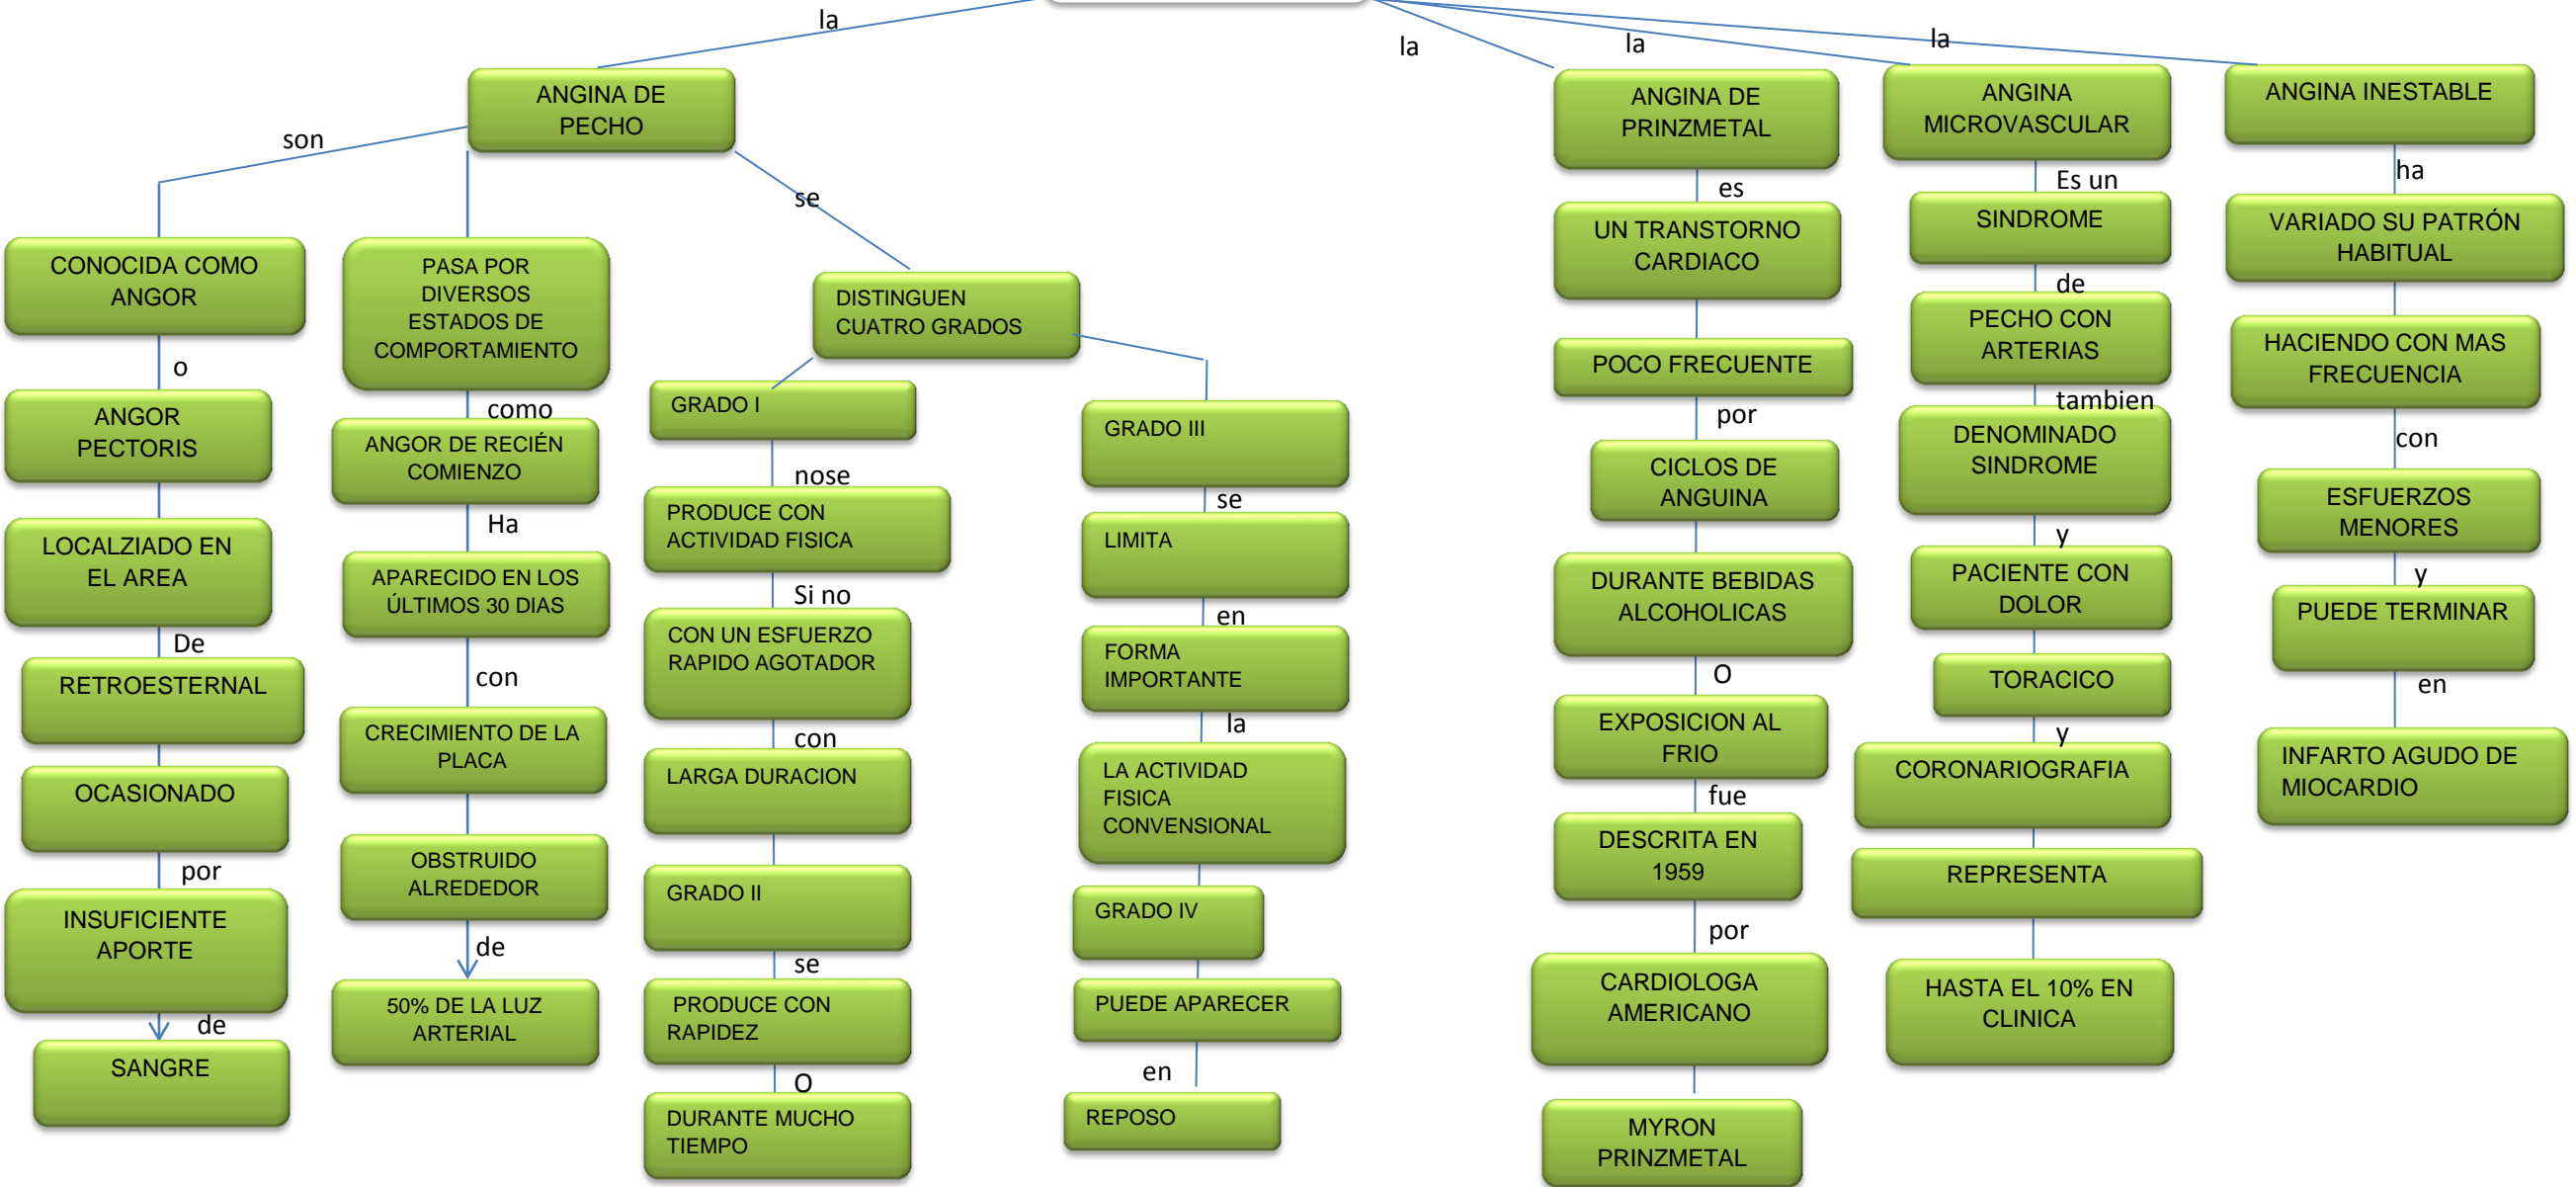 la
la
la
la
ANGINA DE
PECHO
son
se
CONOCIDA COMO
ANGOR
o
ANGOR
PECTORIS
LOCALZIADO EN
EL AREA
De
RETROESTERNAL
OCASIONADO
por
INSUFICIENTE
APORTE
de
SANGRE
PASA POR
DIVERSOS
ESTADOS DE
COMPORTAMIENTO
como
ANGOR DE RECIÉN
COMIENZO
Ha
APARECIDO EN LOS
ÚLTIMOS 30 DIAS
con
CRECIMIENTO DE LA
PLACA
OBSTRUIDO
ALREDEDOR
de
50% DE LA LUZ
ARTERIAL
DISTINGUEN
CUATRO GRADOS
GRADO I
nose
PRODUCE CON
ACTIVIDAD FISICA
Si no
CON UN ESFUERZO
RAPIDO AGOTADOR
con
LARGA DURACION
GRADO II
se
PRODUCE CON
RAPIDEZ
O
DURANTE MUCHO
TIEMPO
GRADO III
se
LIMITA
en
FORMA
IMPORTANTE
la
LA ACTIVIDAD
FISICA
CONVENSIONAL
GRADO IV
PUEDE APARECER
en
REPOSO
ANGINA DE
PRINZMETAL
es
UN TRANSTORNO
CARDIACO
POCO FRECUENTE
por
CICLOS DE
ANGUINA
DURANTE BEBIDAS
ALCOHOLICAS
O
EXPOSICION AL
FRIO
fue
DESCRITA EN
1959
por
CARDIOLOGA
AMERICANO
MYRON
PRINZMETAL
ANGINA
MICROVASCULAR
Es un
SINDROME
de
PECHO CON
ARTERIAS
tambien
DENOMINADO
SINDROME
y
PACIENTE CON
DOLOR
TORACICO
y
CORONARIOGRAFIA
REPRESENTA
HASTA EL 10% EN
CLINICA
ANGINA INESTABLE
ha
VARIADO SU PATRÓN
HABITUAL
HACIENDO CON MAS
FRECUENCIA
con
ESFUERZOS
MENORES
y
PUEDE TERMINAR
en
INFARTO AGUDO DE
MIOCARDIO